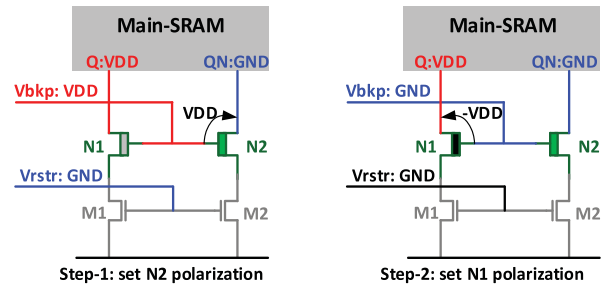 Main-SRAM
Q:VDD QN:GND
Vbkp: VDD
VDD
N1 N2
Vrstr: GND
M1 M2
Step-1: set N2 polarization
Main-SRAM
Q:VDD QN:GND
Vbkp: GND
-VDD
N1 N2
Vrstr: GND
M1 M2
Step-2: set N1 polarization